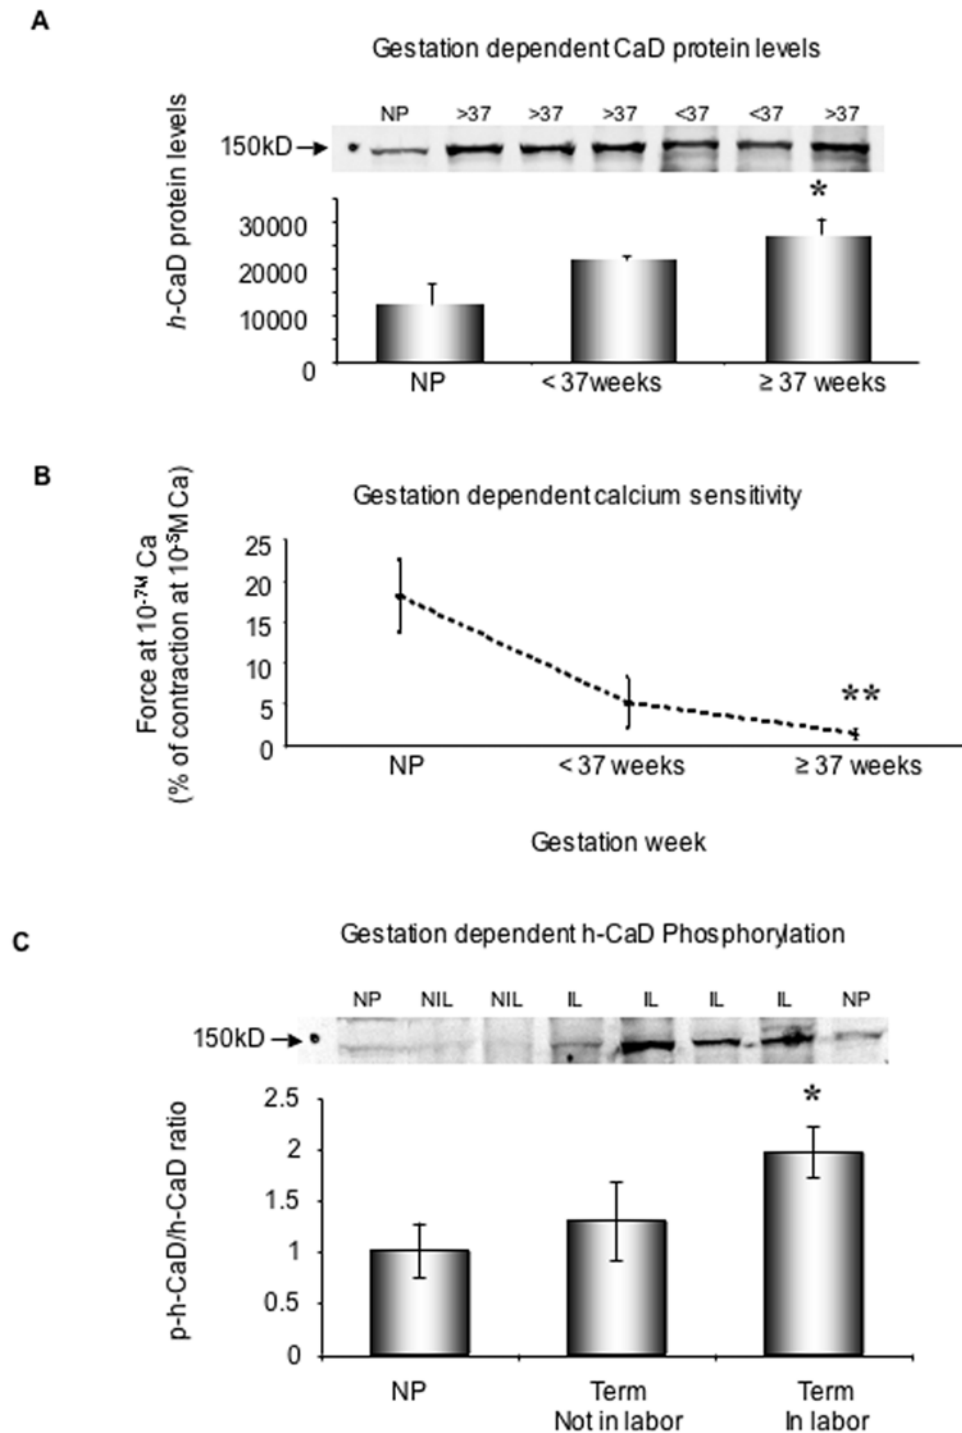 A
Gestation dependent CaD protein levels
NP >37 >37 >37 <37 <37 >37
150kD
*
h-CaD protein levels
30000
20000
10000
0
NP < 37weeks ≥ 37 weeks
B
Gestation dependent calcium sensitivity
Force at 10-7M Ca
(% of contraction at 10-5M Ca)
25
20
15
10
5
0
**
NP < 37 weeks ≥ 37 weeks
Gestation week
C
Gestation dependent h-CaD Phosphorylation
NP NIL NIL IL IL IL IL NP
150kD
*
p-h-CaD/h-CaD ratio
2.5
2
1.5
1
0.5
0
NP Term Term
Not in labor In labor